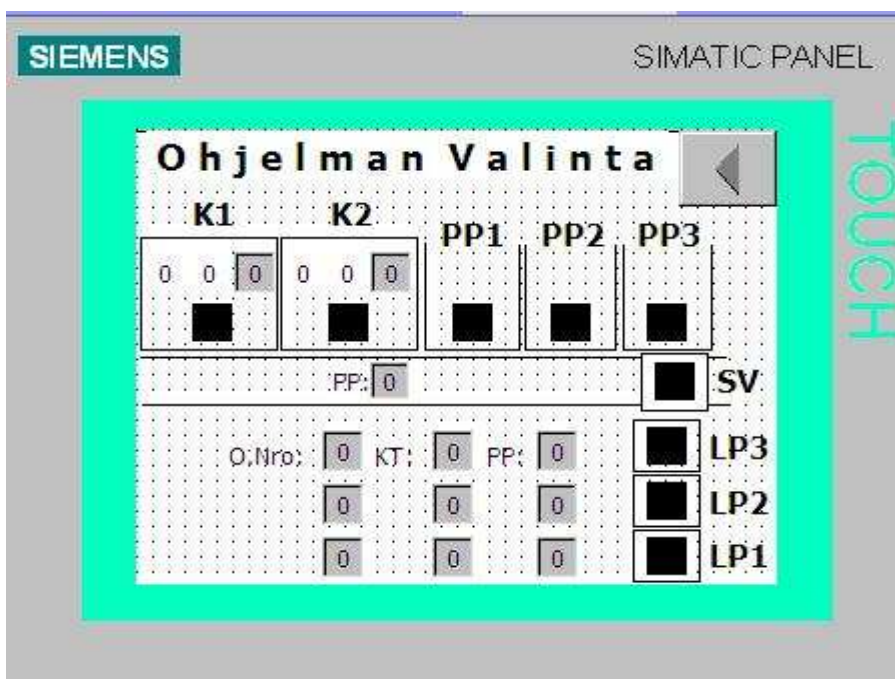 SIEMENS SIMATIC PANEL
TOUCH
Ohjelman Valinta
K1 K2 PP1 PP2 PP3
0 0 0 0 0 0
PP: 0 SV
O.Nro: 0 KT: 0 PP: 0 LP3
0 0 0 LP2
0 0 0 LP1